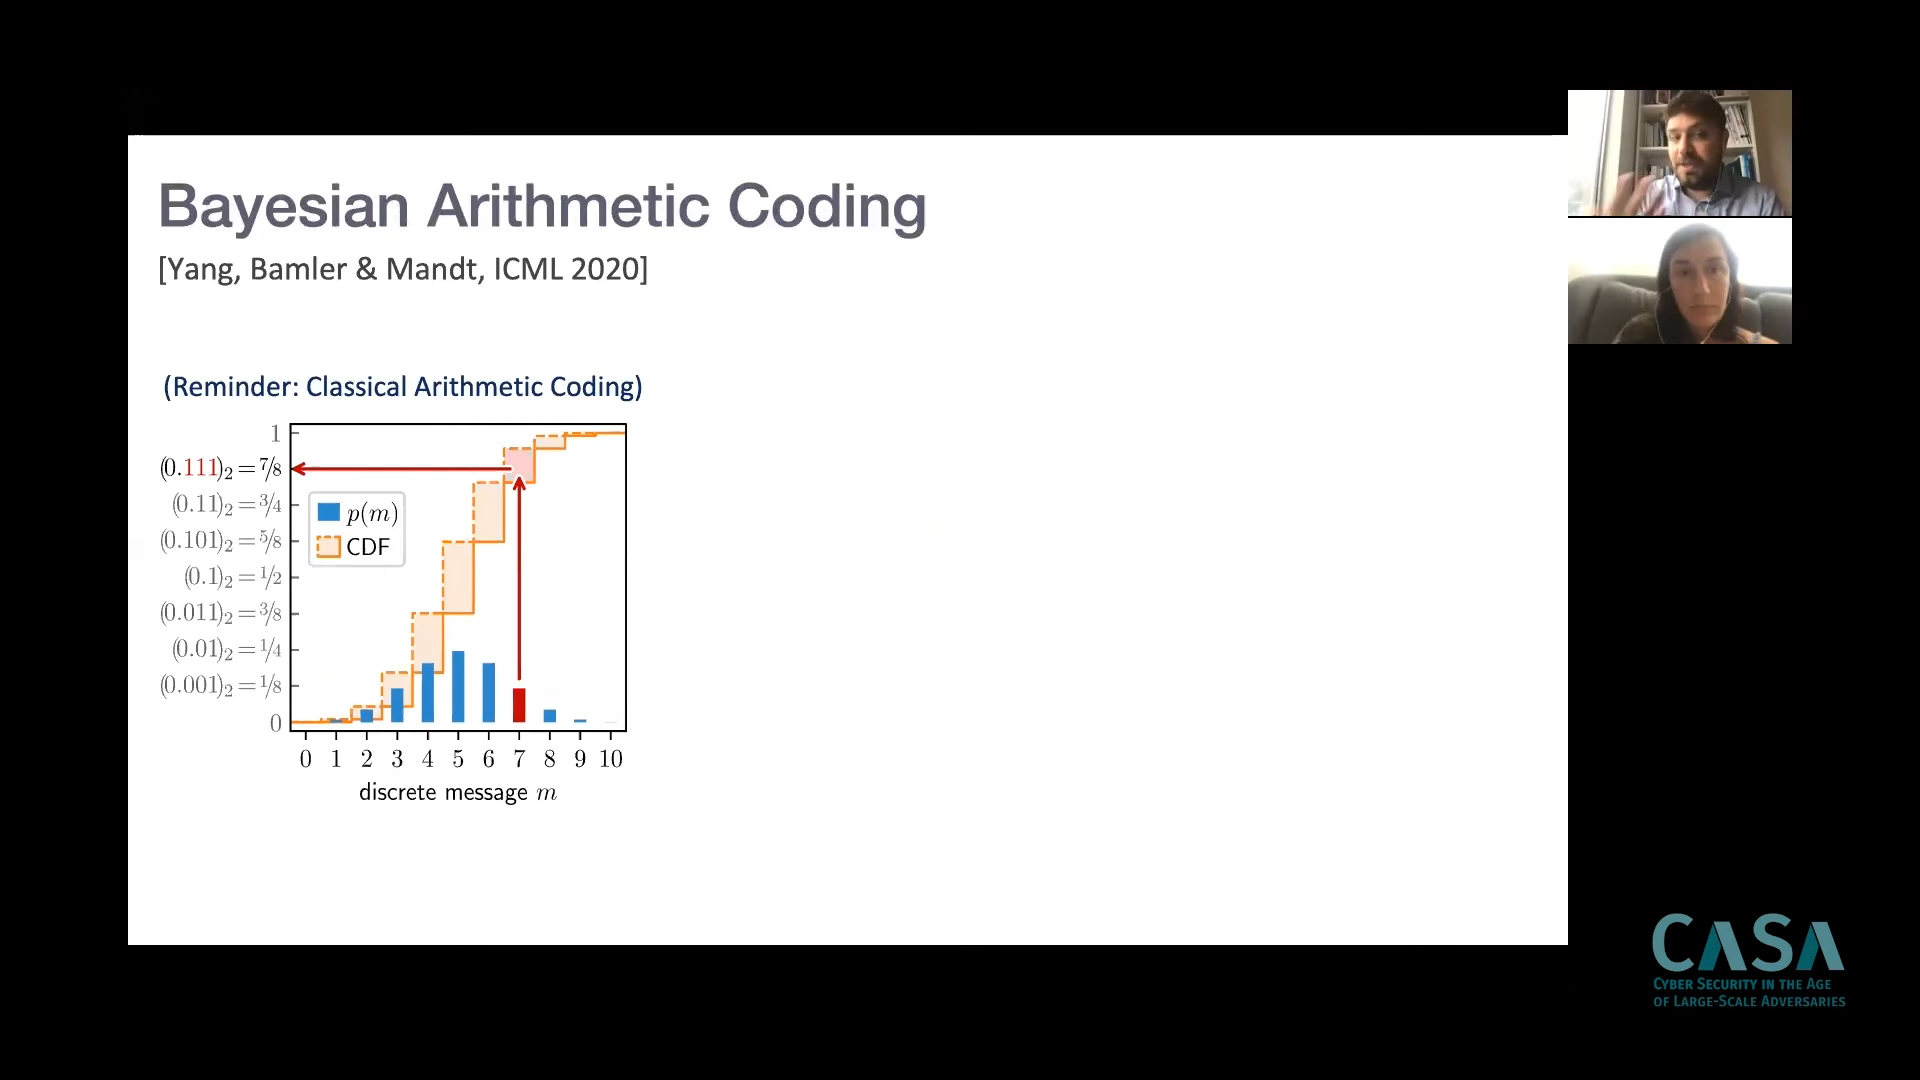 Bayesian Arithmetic Coding
[Yang, Bamler & Mandt, ICML 2020]
(Reminder: Classical Arithmetic Coding)
1
(0.111)₂ = 7/8
(0.11)₂ = 3/4
(0.101)₂ = 5/8
(0.1)₂ = 1/2
(0.011)₂ = 3/8
(0.01)₂ = 1/4
(0.001)₂ = 1/8
0
p(m)
CDF
0 1 2 3 4 5 6 7 8 9 10
discrete message m
CASA
CYBER SECURITY IN THE AGE
OF LARGE-SCALE ADVERSARIES